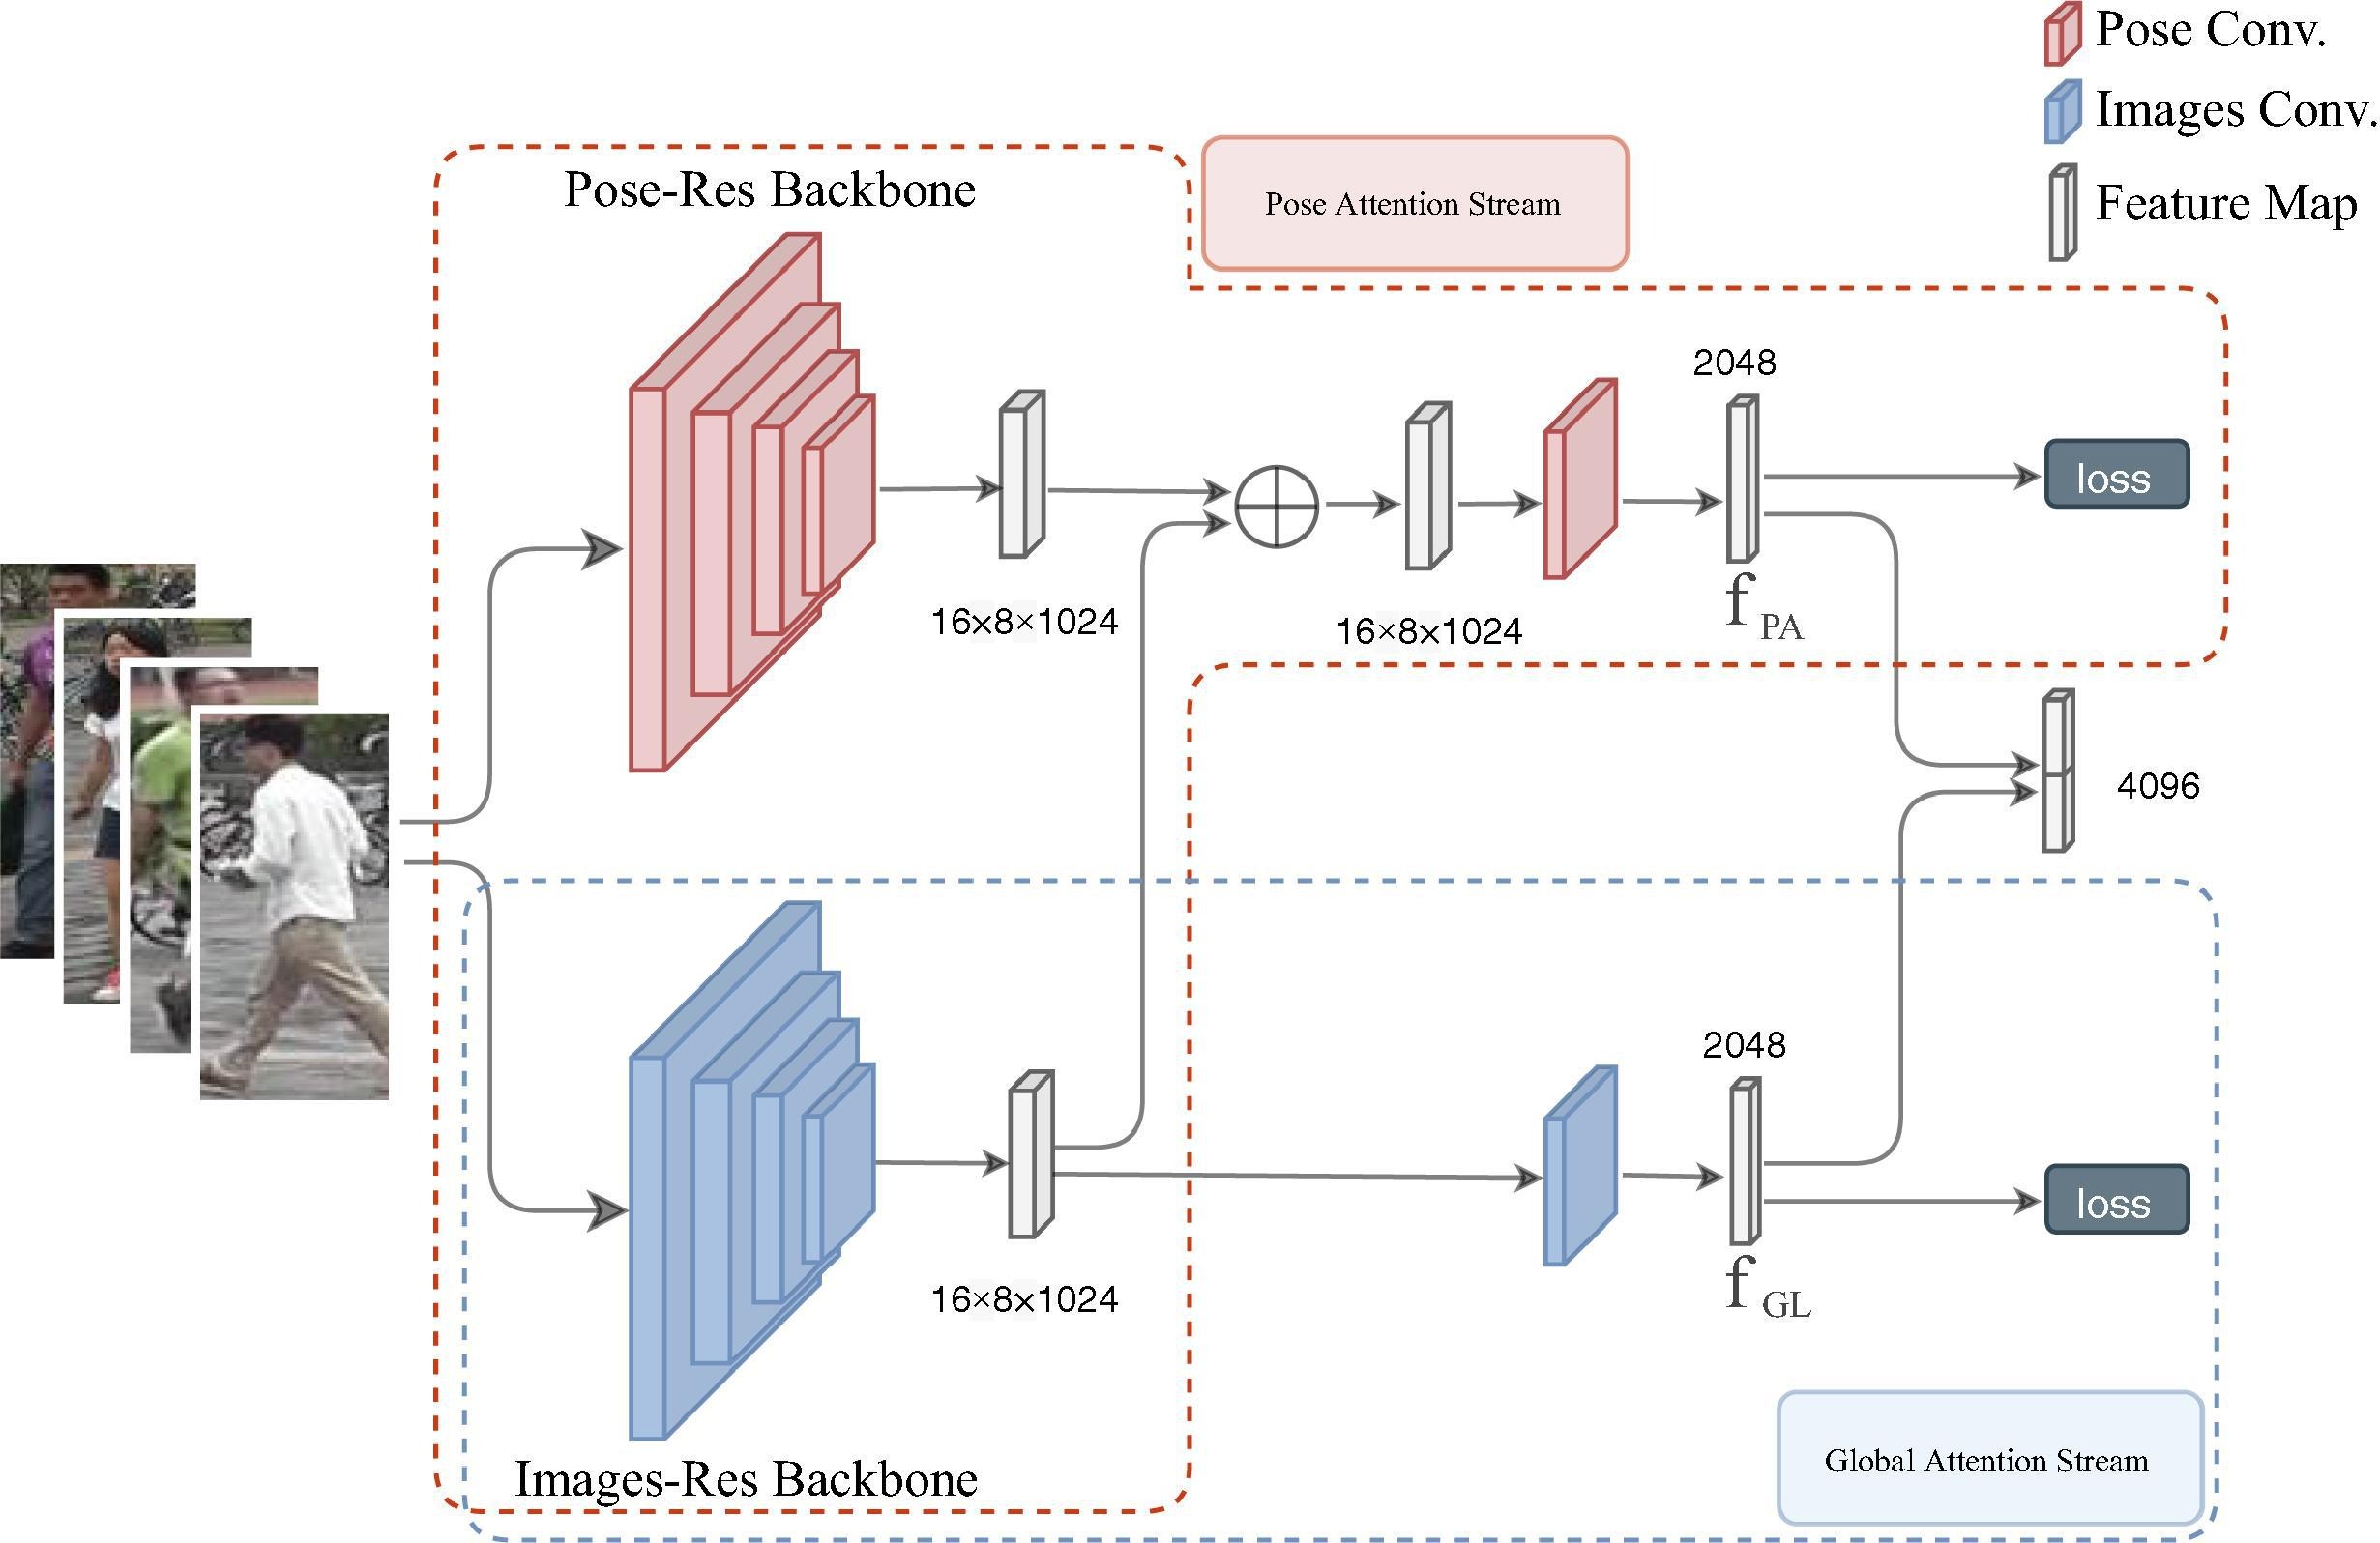 Pose Conv.
Images Conv.
Feature Map
Pose-Res Backbone
Pose Attention Stream
2048
loss
16×8×1024
16×8×1024
f PA
4096
2048
loss
16×8×1024
f GL
Images-Res Backbone
Global Attention Stream